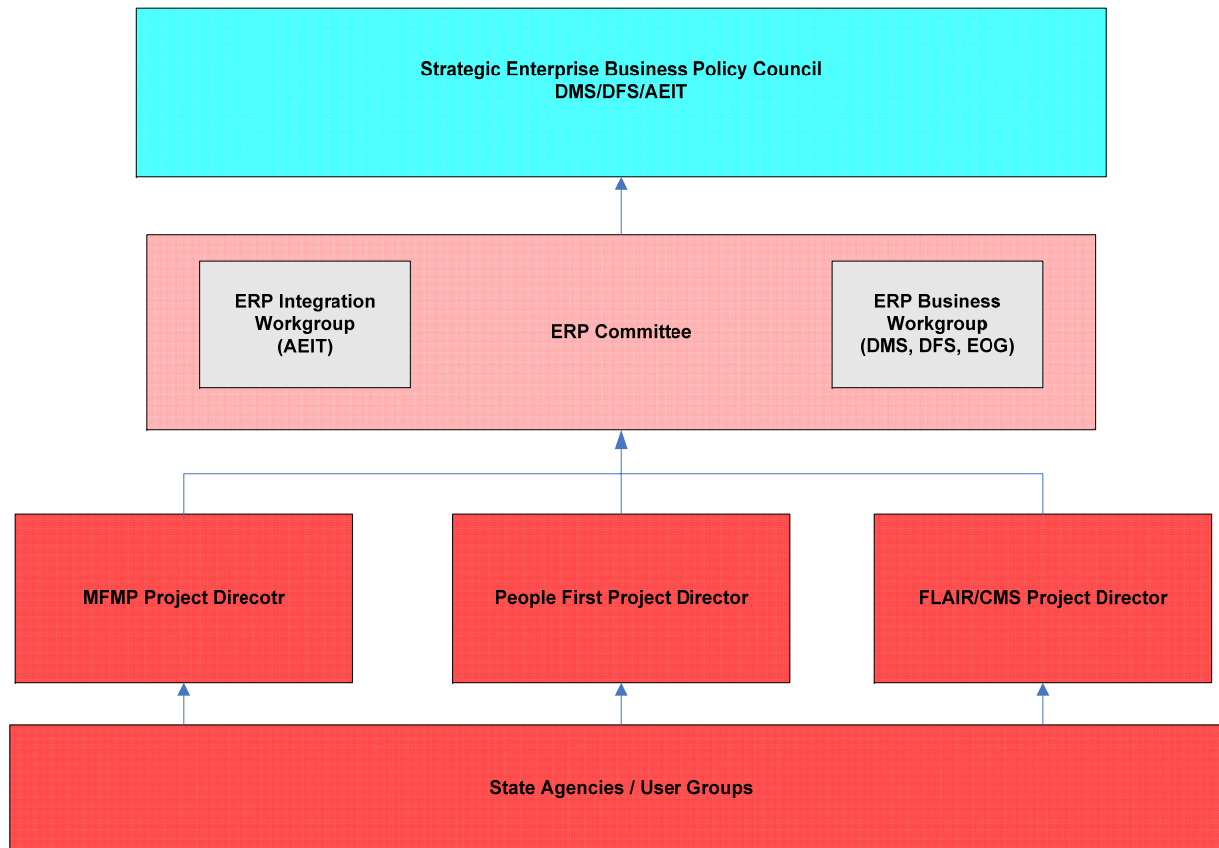 Strategic Enterprise Business Policy Council
DMS/DFS/AEIT
ERP Integration
Workgroup
(AEIT)
ERP Committee
ERP Business
Workgroup
(DMS, DFS, EOG)
MFMP Project Direcotr
People First Project Director
FLAIR/CMS Project Director
State Agencies / User Groups